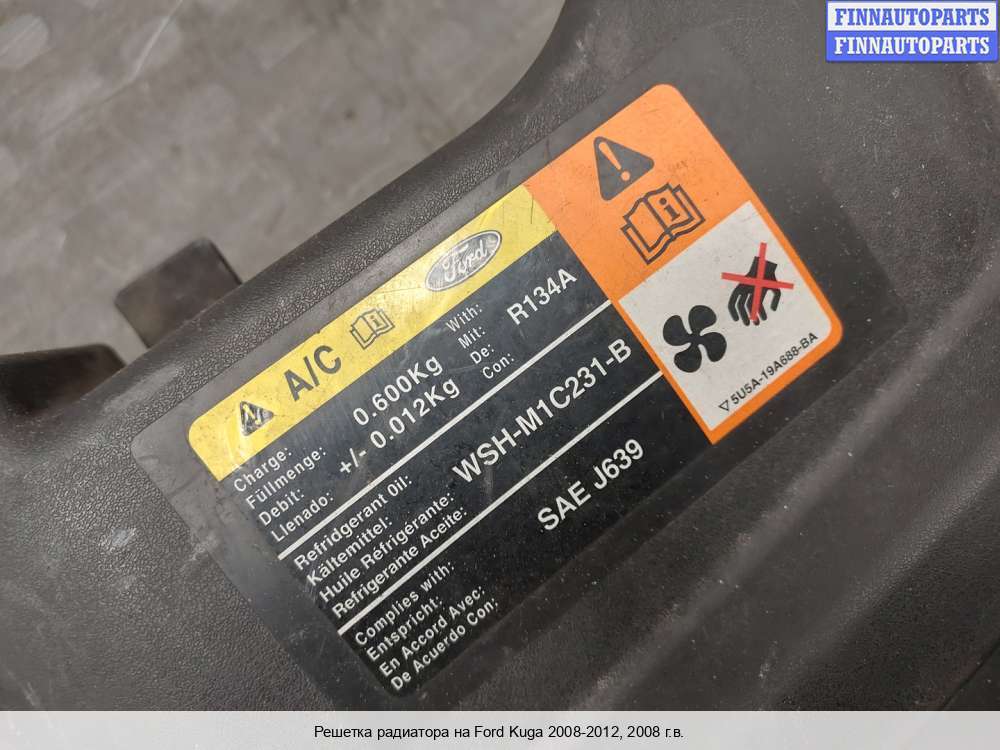 FINNAUTOPARTS
FINNAUTOPARTS
A/C
Ford
Charge:
Füllmenge:
Debit:
Llenado:
0.600Kg
+/- 0.012Kg
With:
Mit:
De:
Con:
R134A
Refridgerant Oil:
Kältemittel:
Huile Réfrigérante:
Refrigerante Aceite:
WSH-M1C231-B
Complies with:
Entspricht:
En Accord Avec:
De Acuerdo Con:
SAE J639
5U5A-19A688-BA
Решетка радиатора на Ford Kuga 2008-2012, 2008 г.в.